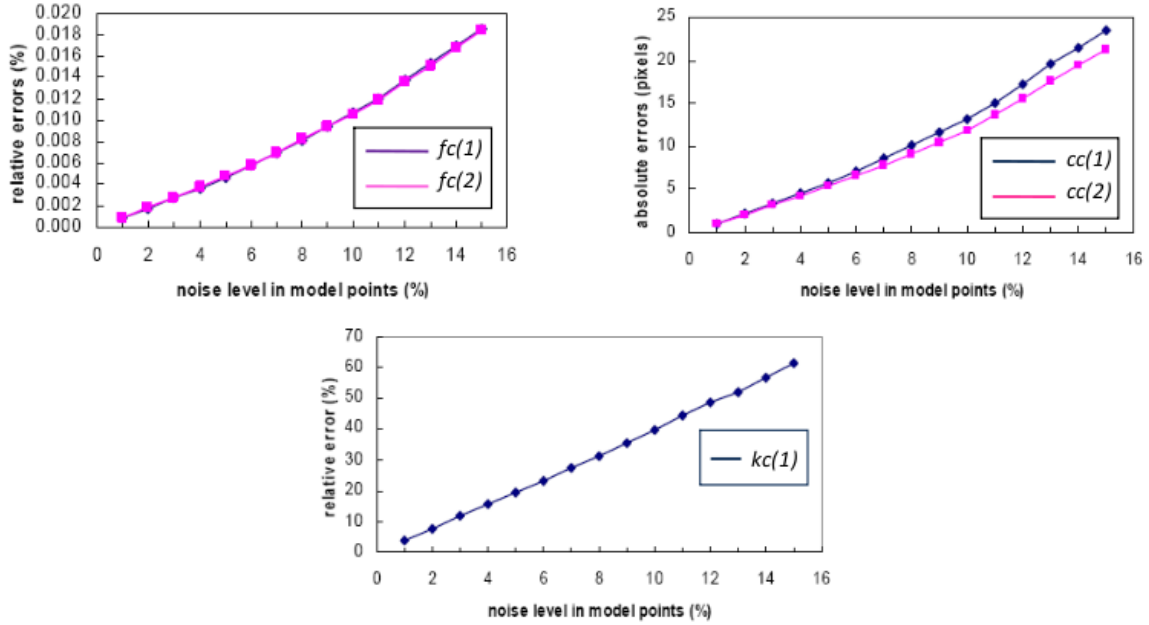 relative errors (%)
0.020
0.018
0.016
0.014
0.012
0.010
0.008
0.006
0.004
0.002
0.000
fc(1)
fc(2)
0 2 4 6 8 10 12 14 16
noise level in model points (%)
absolute errors (pixels)
25
20
15
10
5
0
cc(1)
cc(2)
0 2 4 6 8 10 12 14 16
noise level in model points (%)
relative error (%)
70
60
50
40
30
20
10
0
kc(1)
0 2 4 6 8 10 12 14 16
noise level in model points (%)